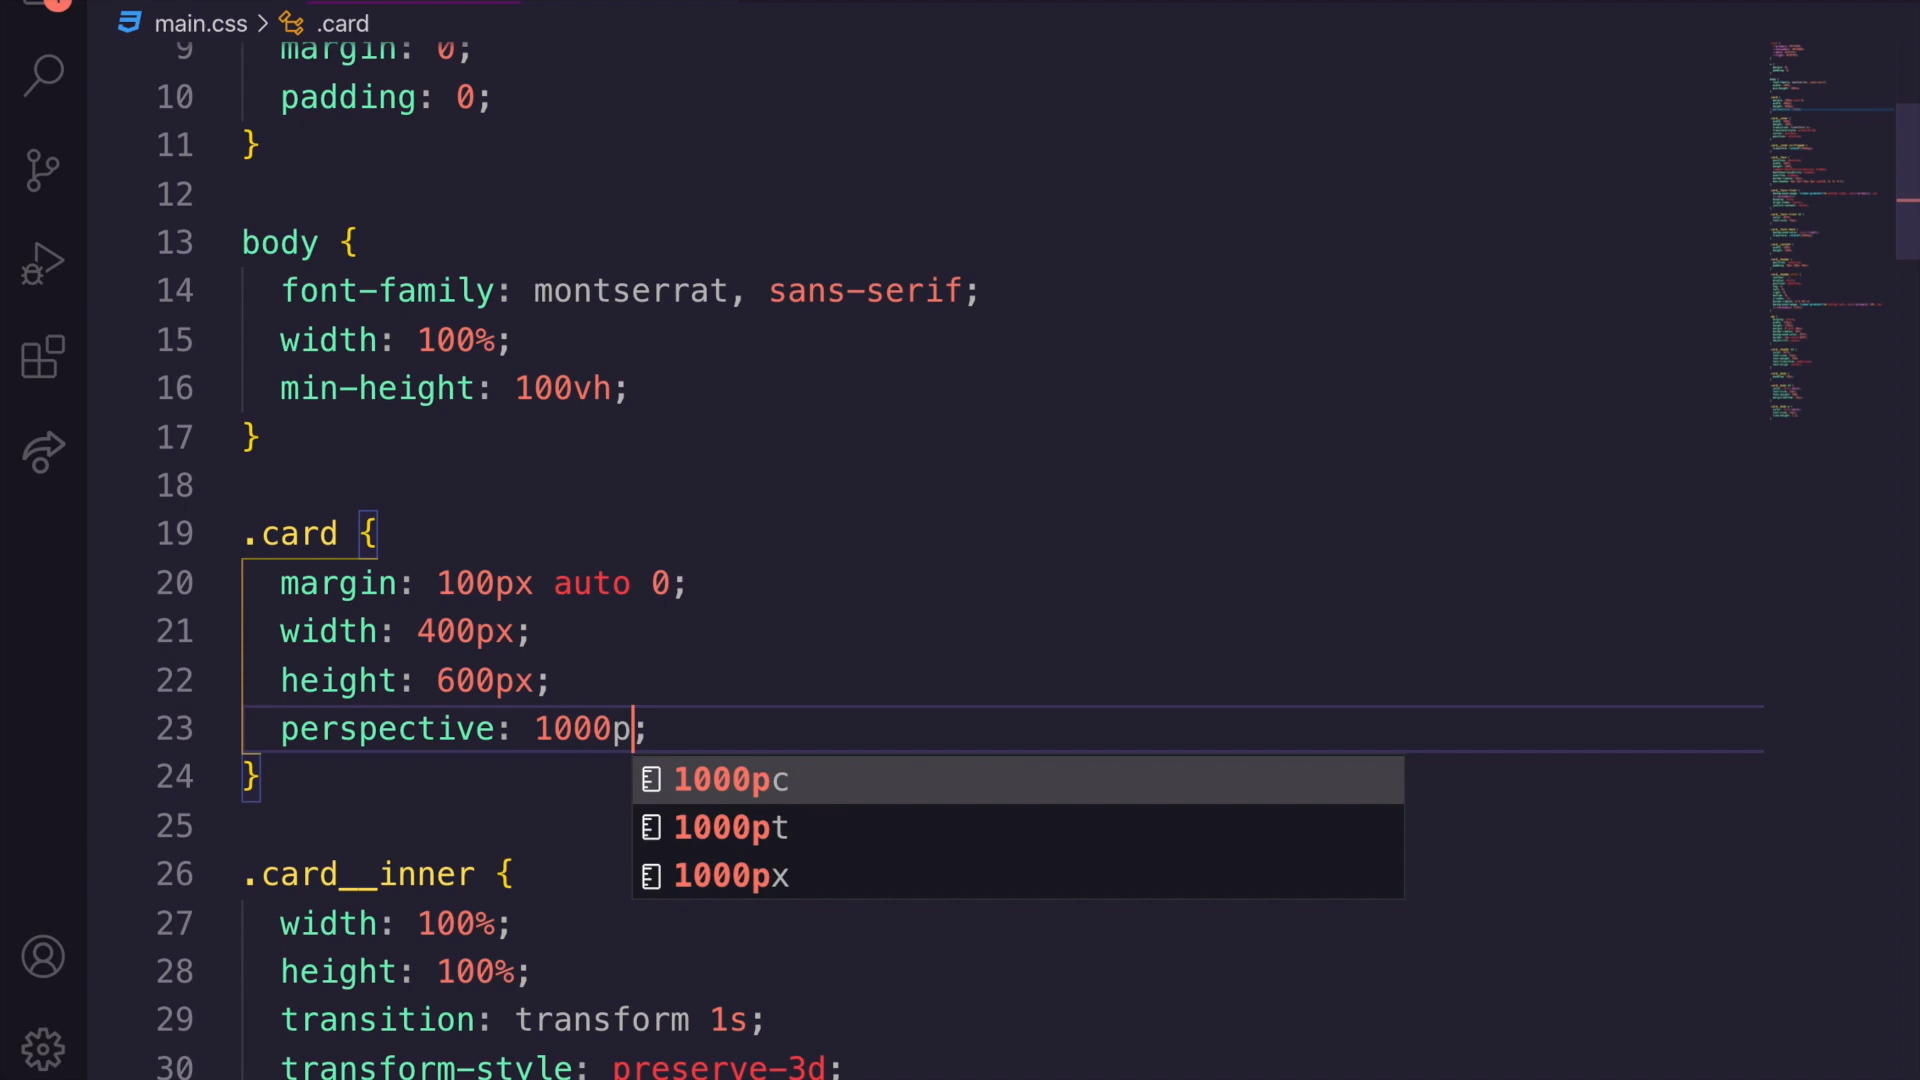 main.css > .card
9 margin: 0;
10 padding: 0;
11 }
12
13 body {
14 font-family: montserrat, sans-serif;
15 width: 100%;
16 min-height: 100vh;
17 }
18
19 .card {
20 margin: 100px auto 0;
21 width: 400px;
22 height: 600px;
23 perspective: 1000p;
24 }
1000pc
25
1000pt
26 .card__inner {
1000px
27 width: 100%;
28 height: 100%;
29 transition: transform 1s;
30 transform-style: preserve-3d;